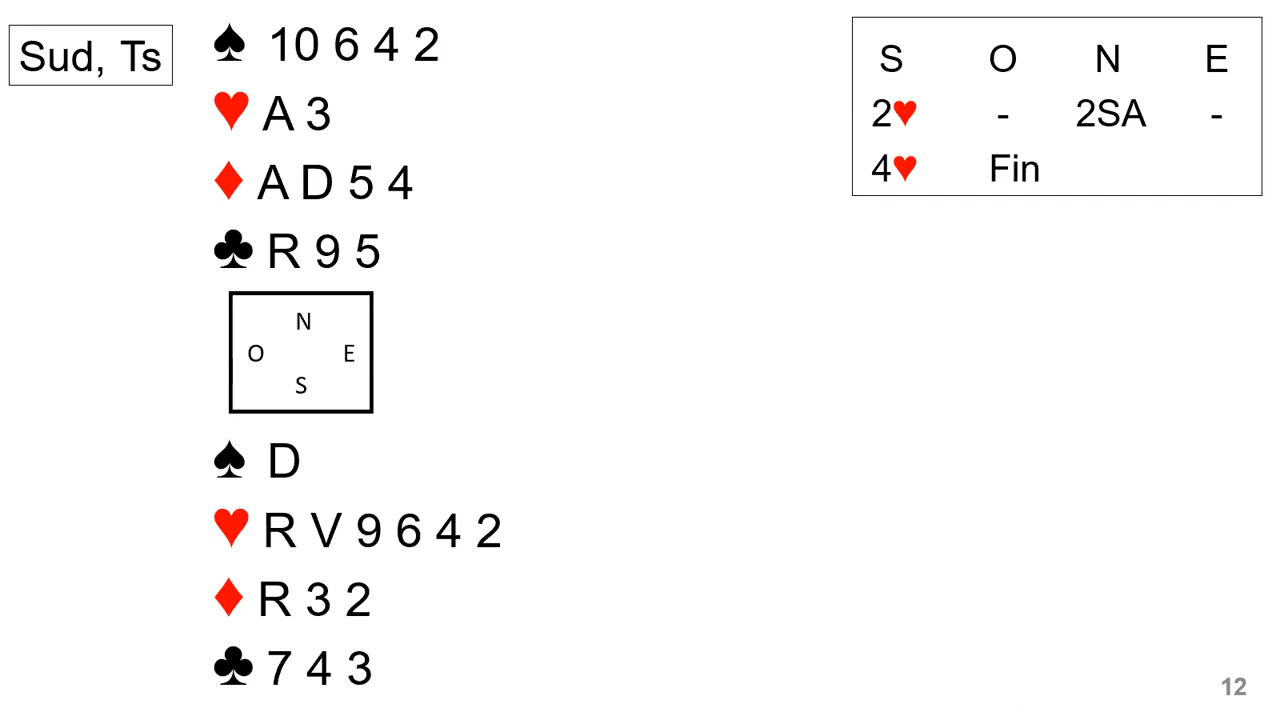 Sud, Ts
♠ 10 6 4 2
♥ A 3
♦ A D 5 4
♣ R 9 5
N
O E
S
♠ D
♥ R V 9 6 4 2
♦ R 3 2
♣ 7 4 3
S O N E
2♥ - 2SA -
4♥ Fin
12